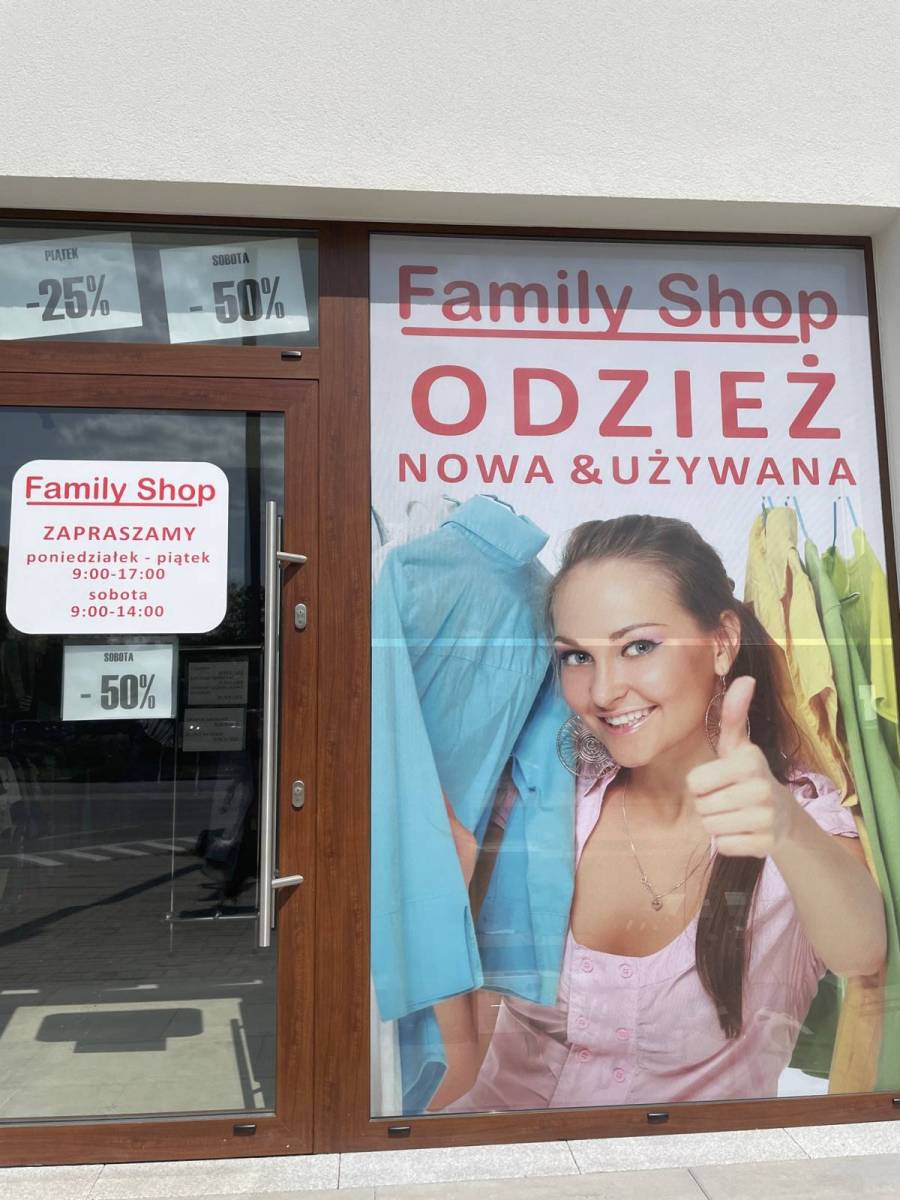 PIĄTEK
-25%
SOBOTA
- 50%
Family Shop
ODZIEŻ
NOWA & UŻYWANA
Family Shop
ZAPRASZAMY
poniedziałek - piątek
9:00-17:00
sobota
9:00-14:00
SOBOTA
- 50%